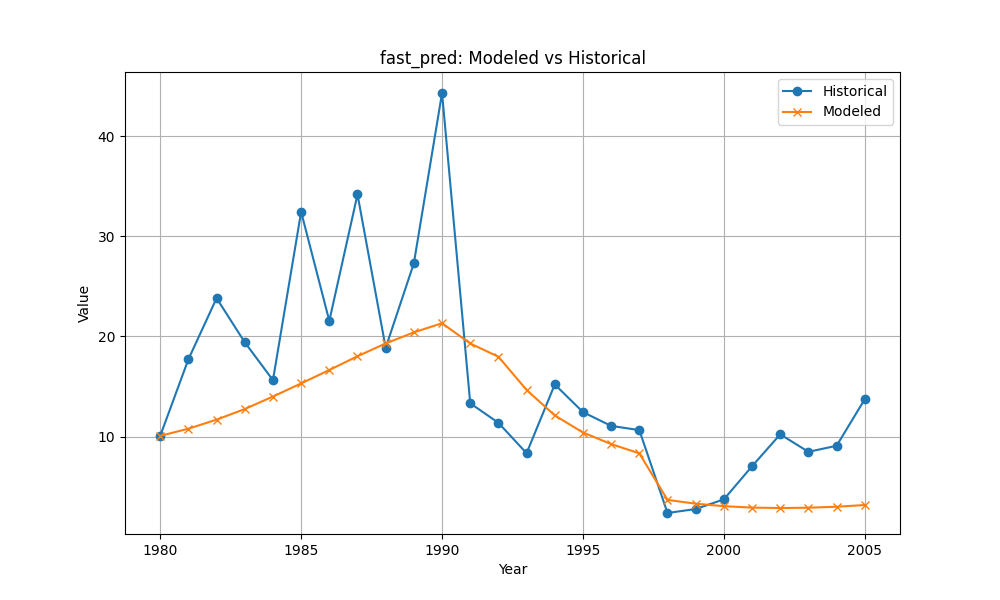 fast_pred: Modeled vs Historical
Historical
Modeled
Value
40
30
20
10
1980
1985
1990
1995
2000
2005
Year